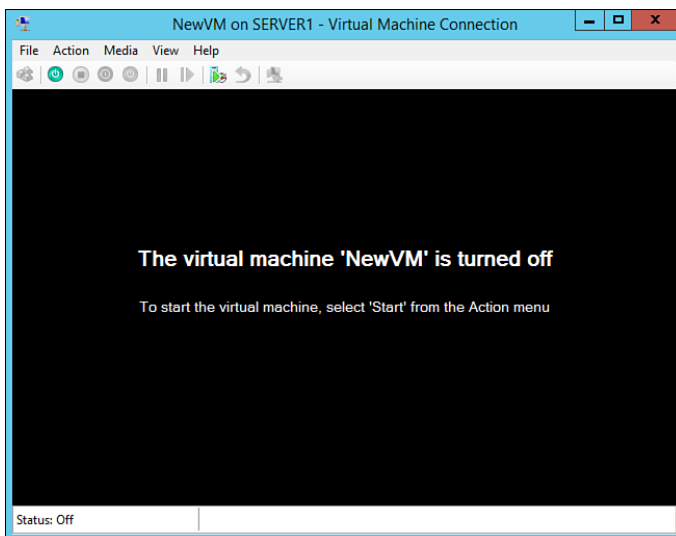 NewVM on SERVER1 - Virtual Machine Connection
File Action Media View Help
The virtual machine 'NewVM' is turned off
To start the virtual machine, select 'Start' from the Action menu
Status: Off